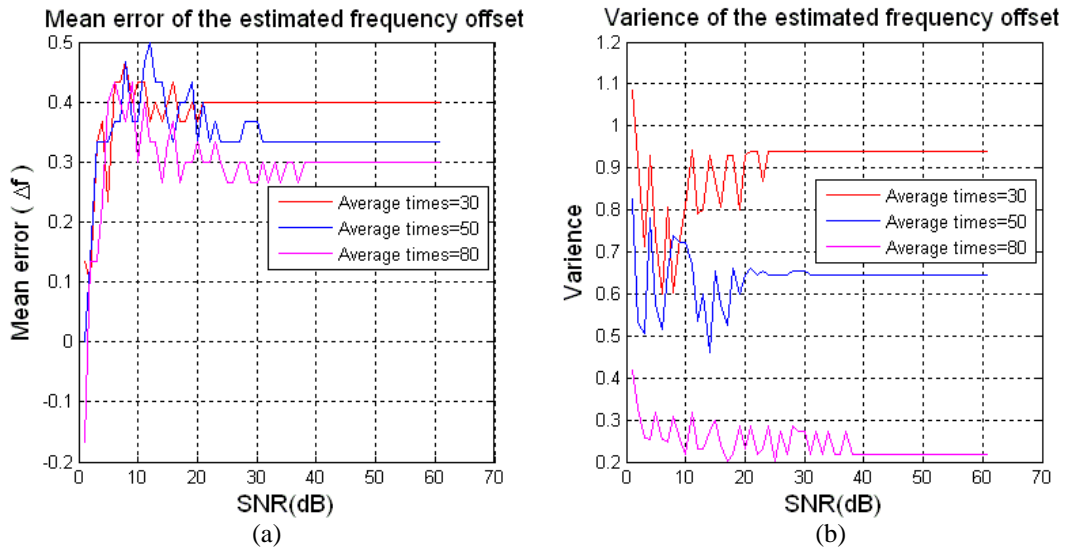 Mean error of the estimated frequency offset
0.5
0.4
0.3
0.2
0.1
0
-0.1
-0.2
Mean error ( Δf )
Average times=30
Average times=50
Average times=80
0 10 20 30 40 50 60 70
SNR(dB)
(a)
Varience of the estimated frequency offset
1.2
1.1
1
0.9
0.8
0.7
0.6
0.5
0.4
0.3
0.2
Varience
Average times=30
Average times=50
Average times=80
0 10 20 30 40 50 60 70
SNR(dB)
(b)